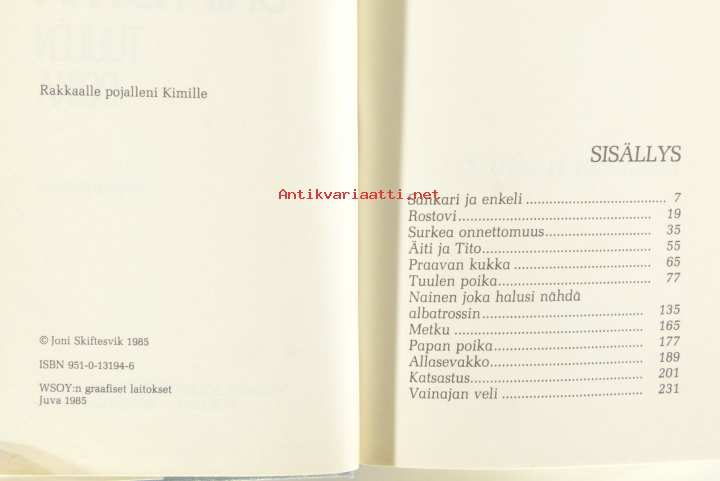 Rakkaalle pojalleni Kimille
© Joni Skiftesvik 1985
ISBN 951-0-13194-6
WSOY:n graafiset laitokset
Juva 1985
Antikvariaatti.net
SISÄLLYS
Sankari ja enkeli ........ 7
Rostovi ........ 19
Surkea onnettomuus ........ 35
Äiti ja Tito ........ 55
Praavan kukka ........ 65
Tuulen poika ........ 77
Nainen joka halusi nähdä
albatrossin ........ 135
Metku ........ 165
Papan poika ........ 177
Allasevakko ........ 189
Katsastus ........ 201
Vainajan veli ........ 231